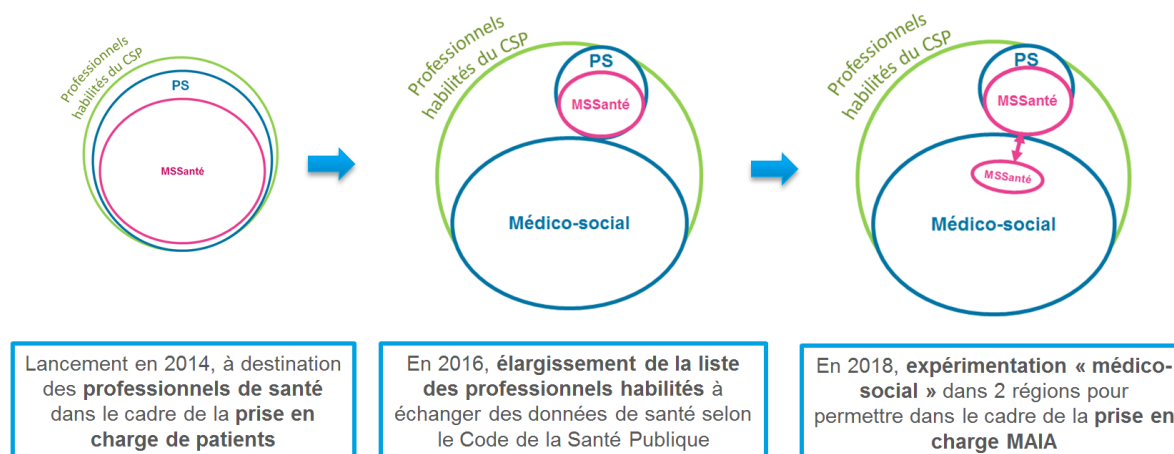 Professionnels
habilités du CSP
PS
MSSanté
Professionnels
habilités du CSP
PS
MSSanté
Médico-social
Professionnels
habilités du CSP
PS
MSSanté
MSSanté
Médico-social
Lancement en 2014, à destination
des professionnels de santé
dans le cadre de la prise en
charge de patients
En 2016, élargissement de la liste
des professionnels habilités à
échanger des données de santé selon
le Code de la Santé Publique
En 2018, expérimentation « médico-
social » dans 2 régions pour
permettre dans le cadre de la prise en
charge MAIA